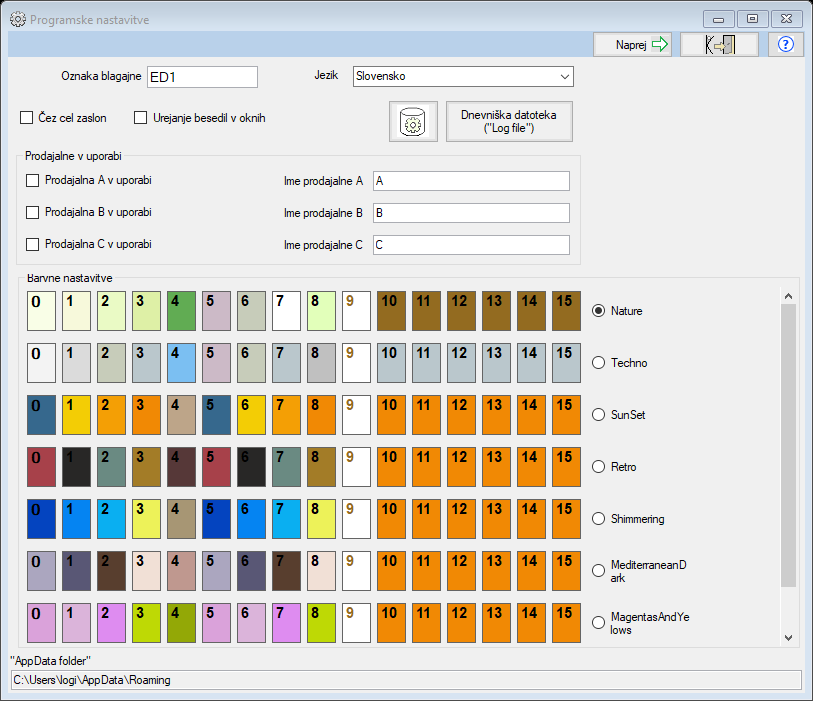 Programske nastavitve
Naprej
Oznaka blagajne ED1 Jezik Slovensko
Čez cel zaslon Urejanje besedil v oknih
Dnevniška datoteka
("Log file")
Prodajalne v uporabi
Prodajalna A v uporabi Ime prodajalne A A
Prodajalna B v uporabi Ime prodajalne B B
Prodajalna C v uporabi Ime prodajalne C C
Barvne nastavitve
0 1 2 3 4 5 6 7 8 9 10 11 12 13 14 15 Nature
0 1 2 3 4 5 6 7 8 9 10 11 12 13 14 15 Techno
0 1 2 3 4 5 6 7 8 9 10 11 12 13 14 15 SunSet
0 1 2 3 4 5 6 7 8 9 10 11 12 13 14 15 Retro
0 1 2 3 4 5 6 7 8 9 10 11 12 13 14 15 Shimmering
0 1 2 3 4 5 6 7 8 9 10 11 12 13 14 15 MediterraneanD
ark
0 1 2 3 4 5 6 7 8 9 10 11 12 13 14 15 MagentasAndYe
lows
"AppData folder"
C:\Users\logi\AppData\Roaming